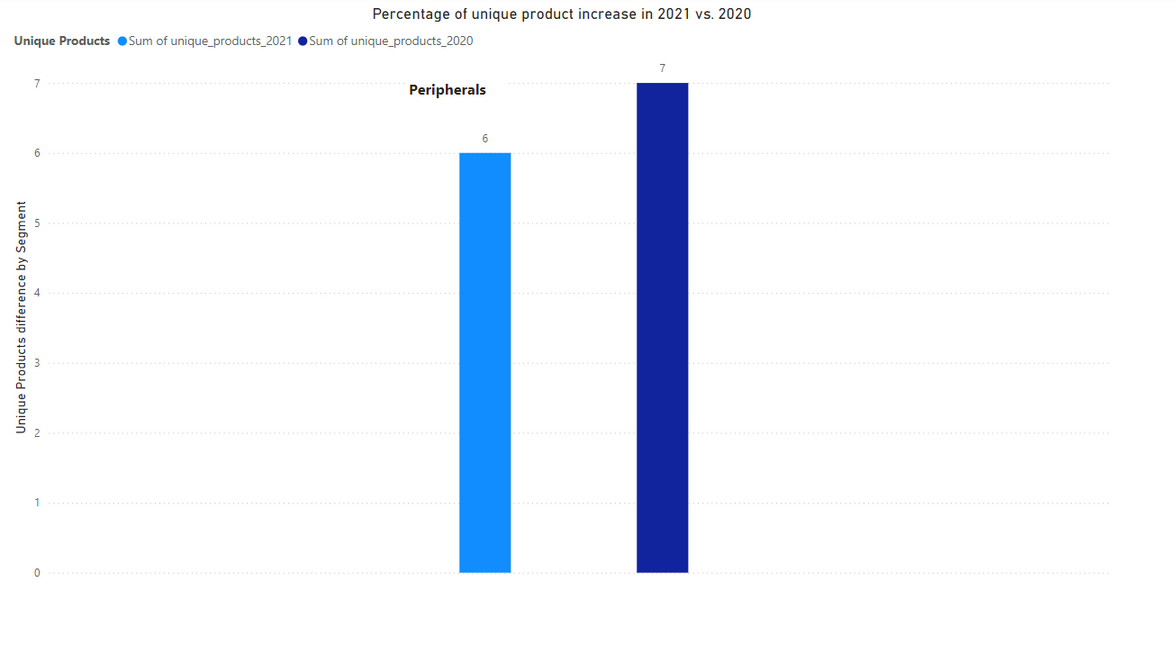 Percentage of unique product increase in 2021 vs. 2020
Unique Products Sum of unique_products_2021 Sum of unique_products_2020
Unique Products difference by Segment
7
6
5
4
3
2
1
0
Peripherals
6
7